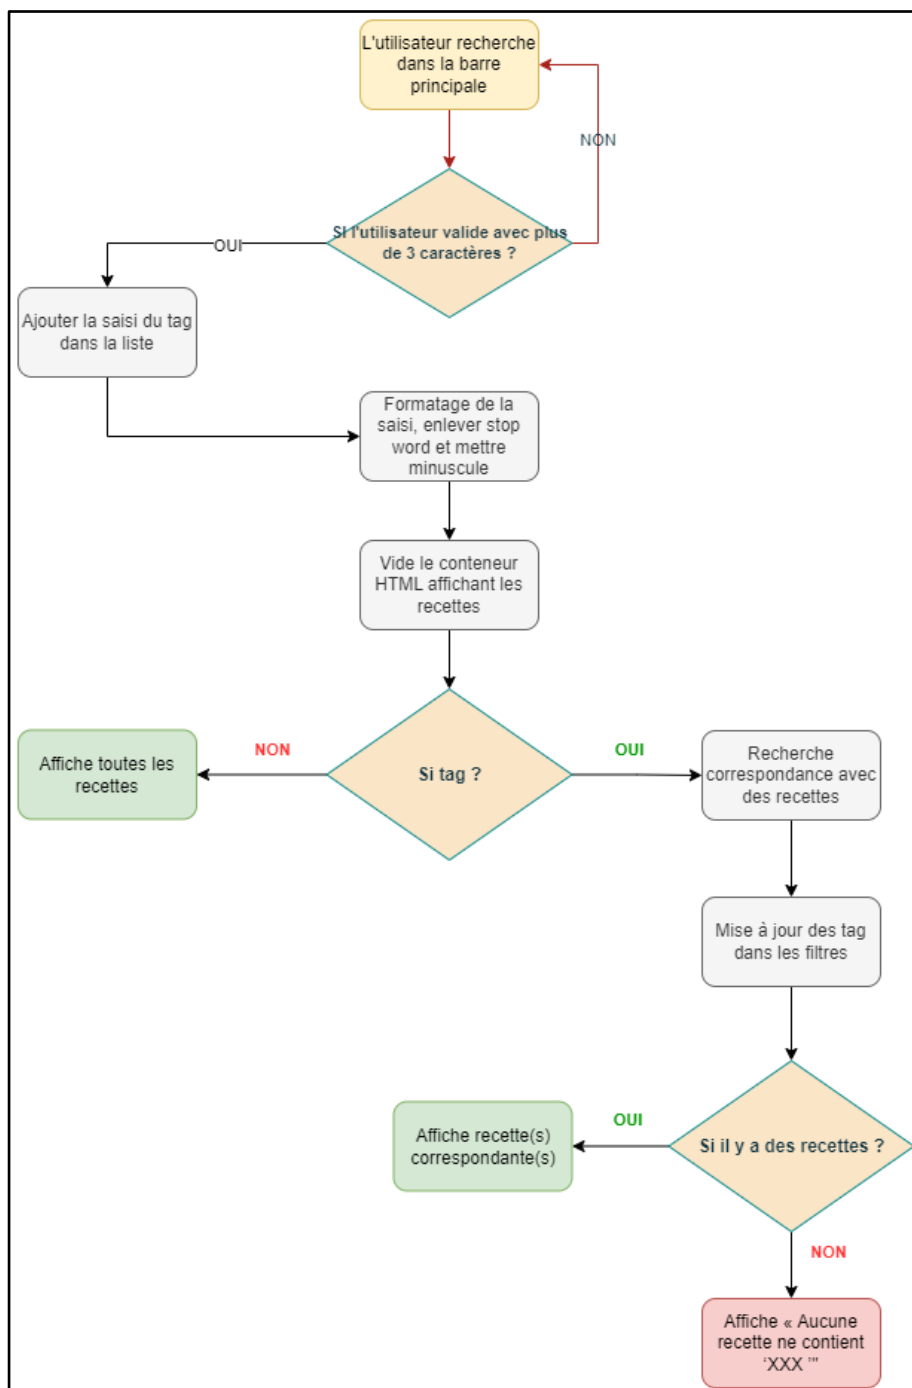 L'utilisateur recherche
dans la barre
principale
NON
SI l'utilisateur valide avec plus
de 3 caractères ?
OUI
Ajouter la saisi du tag
dans la liste
Formatage de la
saisi, enlever stop
word et mettre
minuscule
Vide le conteneur
HTML affichant les
recettes
Si tag ?
NON
Affiche toutes les
recettes
OUI
Recherche
correspondance avec
des recettes
Mise à jour des tag
dans les filtres
Si il y a des recettes ?
OUI
Affiche recette(s)
correspondante(s)
NON
Affiche « Aucune
recette ne contient
‘XXX ’"